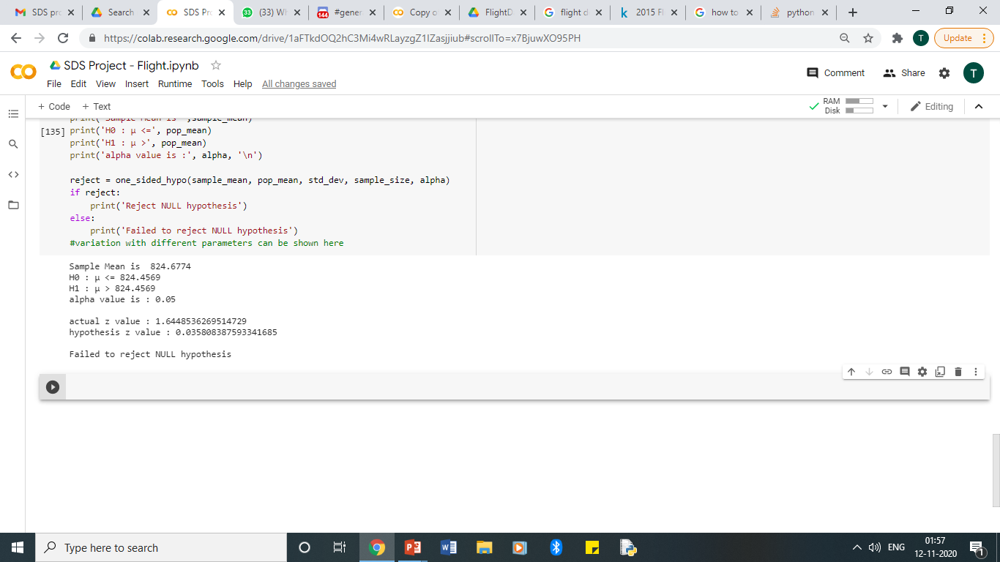 SDS pro
Search
SDS Pr
(33) W
#gener
Copy o
FlightD
flight d
2015 Fl
how to
python
https://colab.research.google.com/drive/1aFTkdOQ2hC3Mi4wRLayzgZ1IZasjjiub#scrollTo=x7BjuwXO95PH
T
Update
CO
SDS Project - Flight.ipynb
File Edit View Insert Runtime Tools Help All changes saved
Comment
Share
T
+ Code + Text
RAM
Disk
Editing
print('Sample Mean is ',sample_mean)
[135] print('H0 : μ <=', pop_mean)
print('H1 : μ >', pop_mean)
print('alpha value is :', alpha, '\n')
reject = one_sided_hypo(sample_mean, pop_mean, std_dev, sample_size, alpha)
if reject:
print('Reject NULL hypothesis')
else:
print('Failed to reject NULL hypothesis')
#variation with different parameters can be shown here
Sample Mean is  824.6774
H0 : μ <= 824.4569
H1 : μ > 824.4569
alpha value is : 0.05
actual z value : 1.6448536269514729
hypothesis z value : 0.035808387593341685
Failed to reject NULL hypothesis
Type here to search
ENG
01:57
12-11-2020
1